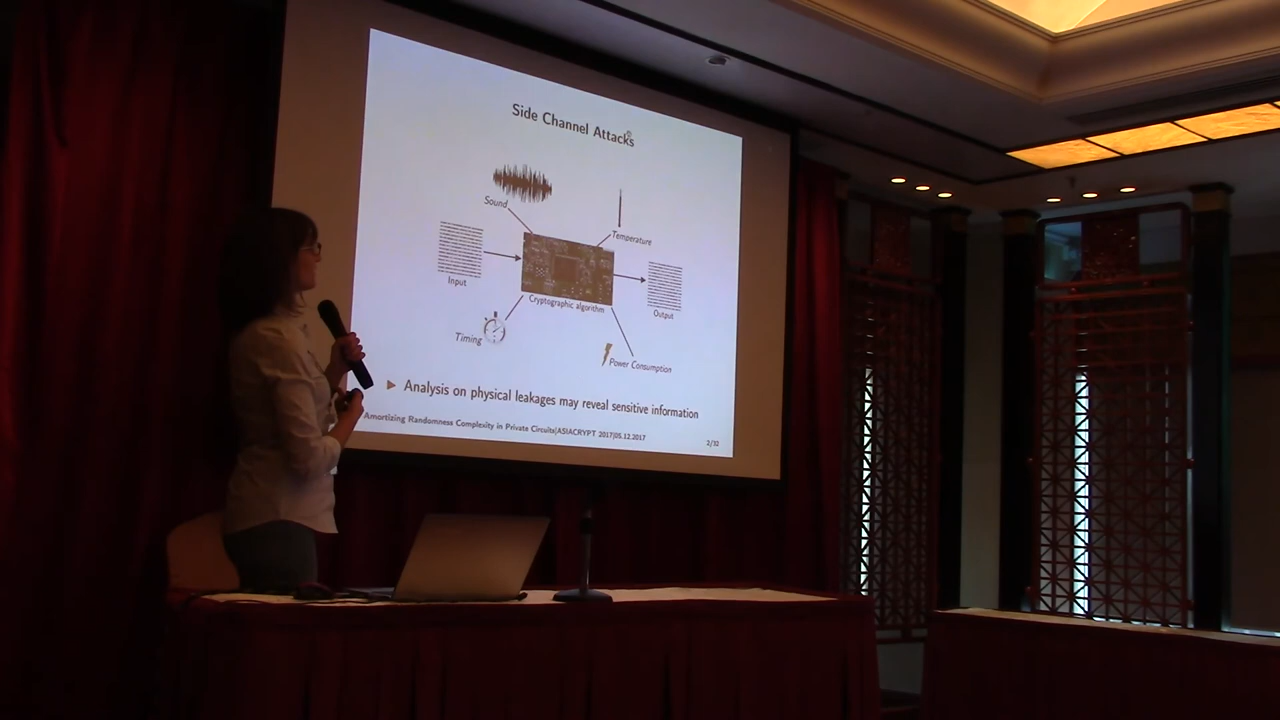 Side Channel Attacks
Sound
Temperature
Input
Cryptographic algorithm
Output
Timing
Power Consumption
Analysis on physical leakages may reveal sensitive information
Amortizing Randomness Complexity in Private Circuits|ASIACRYPT 2017|05.12.2017
2/32